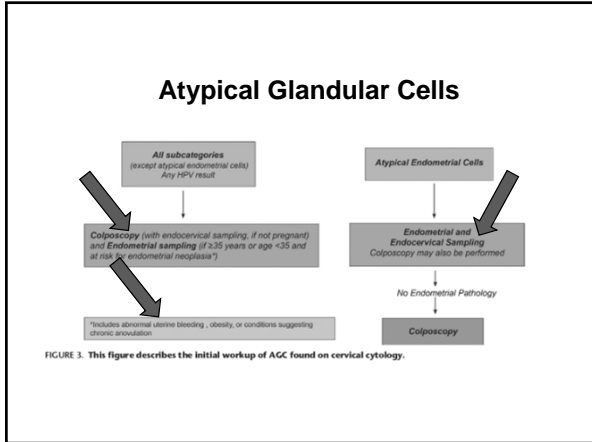 Atypical Glandular Cells
All subcategories
(except atypical endometrial cells)
Any HPV result
Colposcopy (with endocervical sampling, if not pregnant)
and Endometrial sampling (if ≥35 years or age <35 and
at risk for endometrial neoplasia*)
*Includes abnormal uterine bleeding , obesity, or conditions suggesting
chronic anovulation
Atypical Endometrial Cells
Endometrial and
Endocervical Sampling
Colposcopy may also be performed
No Endometrial Pathology
Colposcopy
FIGURE 3. This figure describes the initial workup of AGC found on cervical cytology.